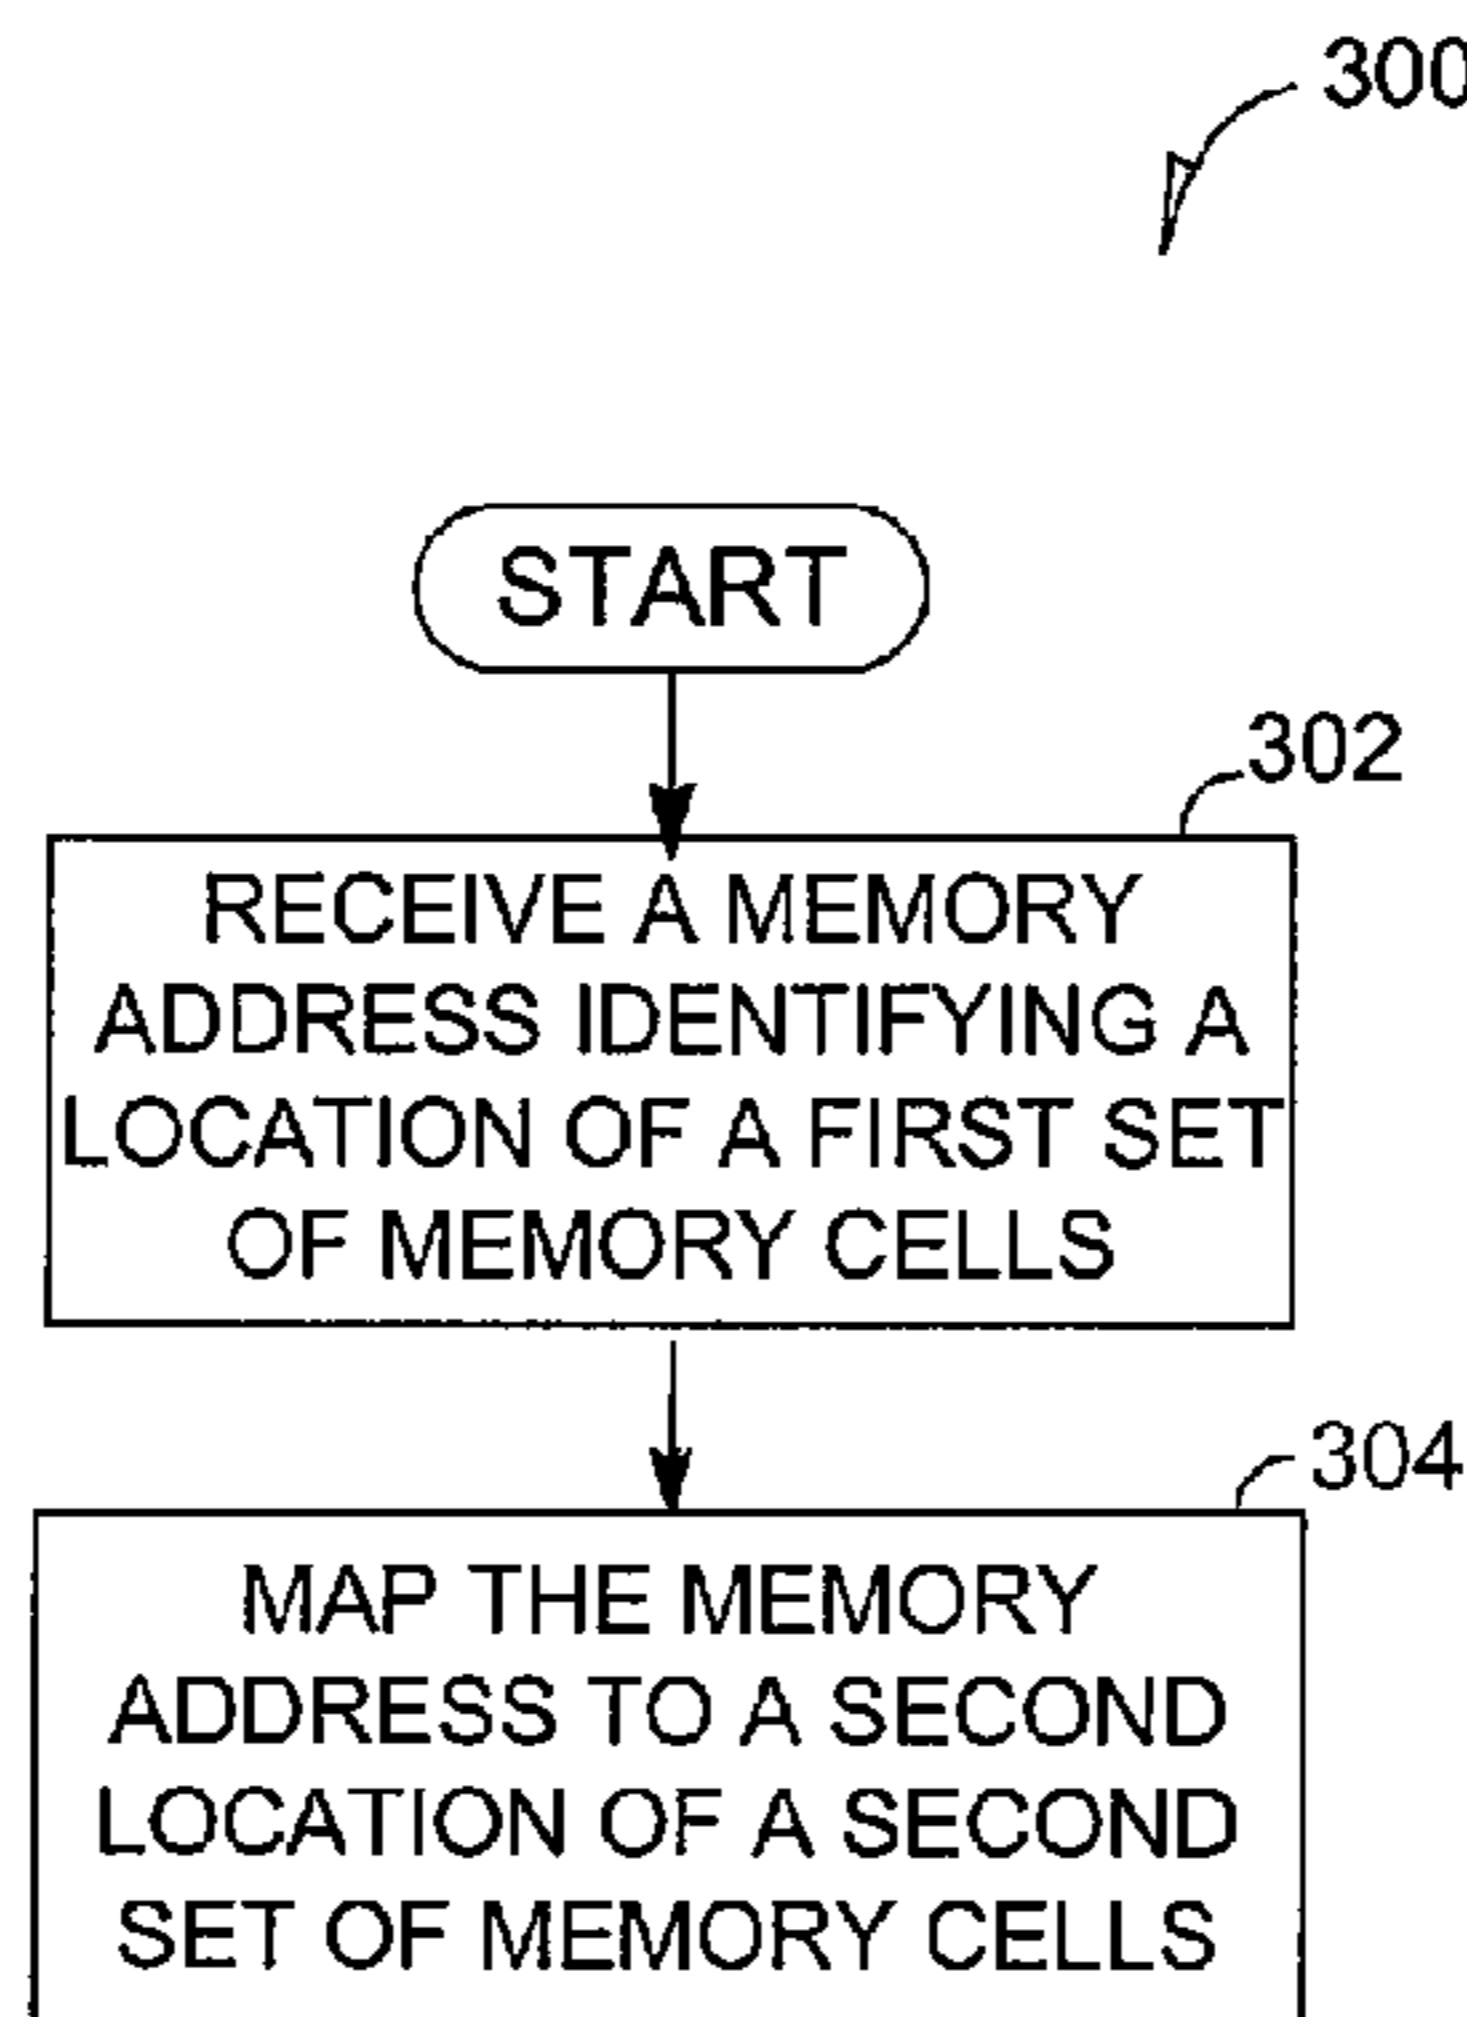 300
START
302
RECEIVE A MEMORY
ADDRESS IDENTIFYING A
LOCATION OF A FIRST SET
OF MEMORY CELLS
304
MAP THE MEMORY
ADDRESS TO A SECOND
LOCATION OF A SECOND
SET OF MEMORY CELLS